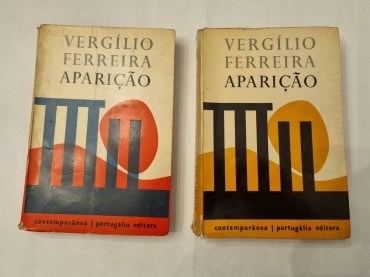 VERGÍLIO
FERREIRA
APARIÇÃO
contemporânea | portugália editora
VERGÍLIO
FERREIRA
APARIÇÃO
contemporânea | portugália editora